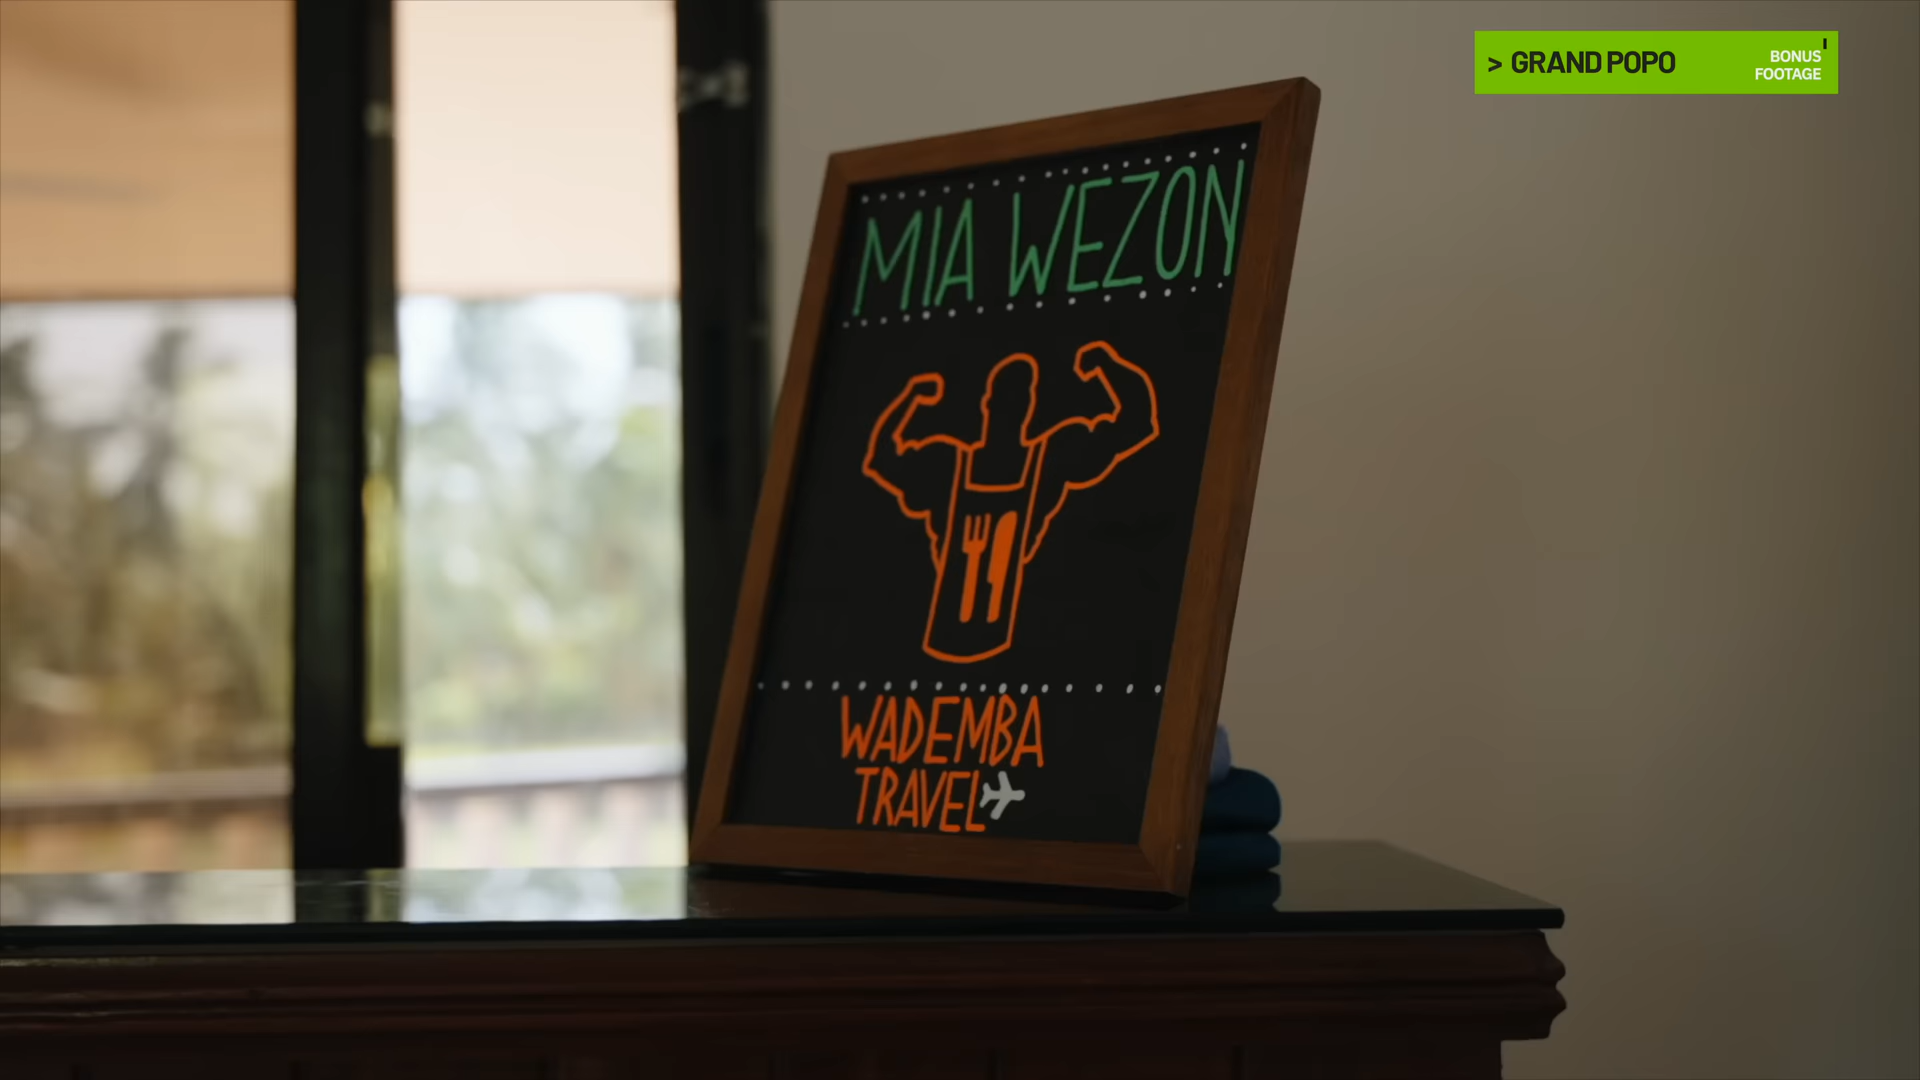 > GRAND POPO
BONUS
FOOTAGE
MIA WEZON
WADEMBA
TRAVEL